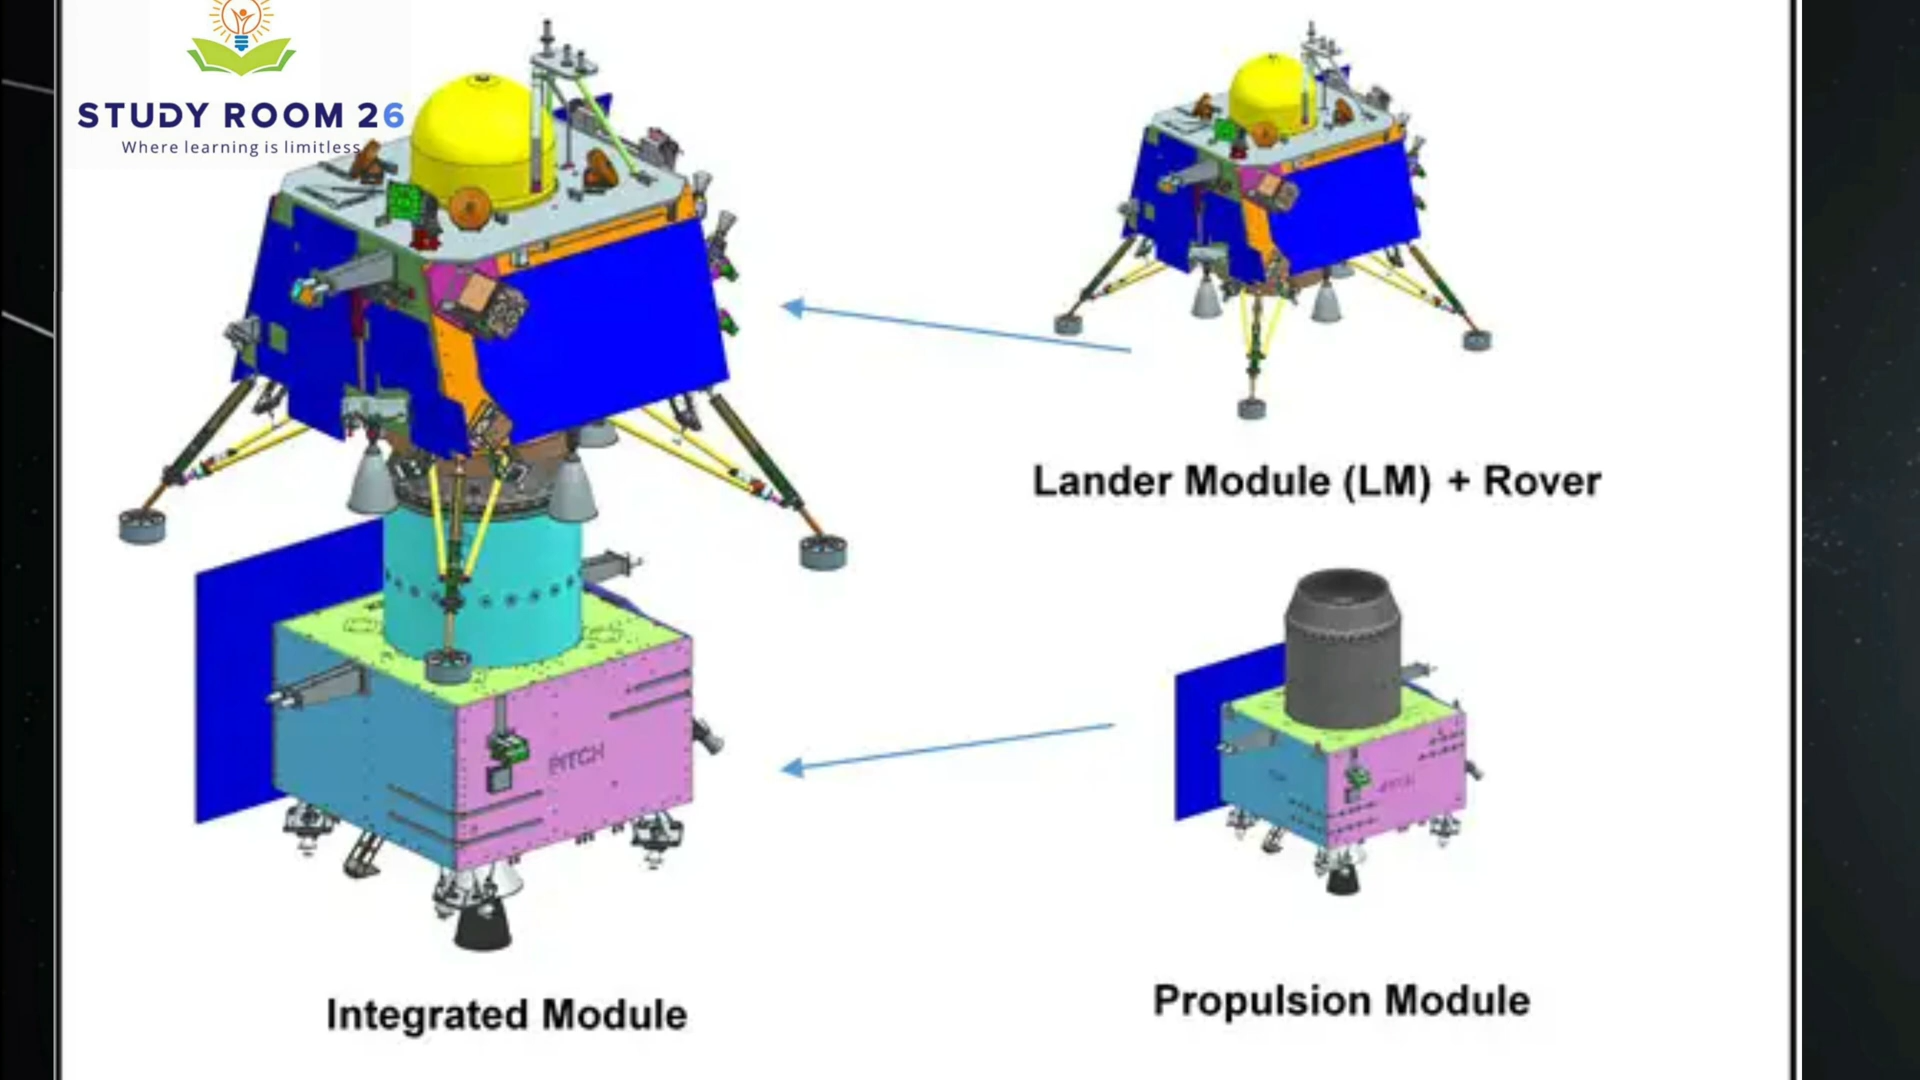 STUDY ROOM 26
Where learning is limitless
Lander Module (LM) + Rover
PITCH
Integrated Module
Propulsion Module